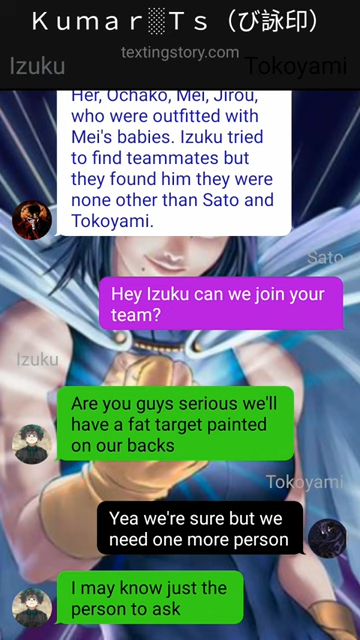 Ｋｕｍａｒ░Ｔｓ（び詠印）
textingstory.com
Izuku
Tokoyami
Her, Ochako, Mei, Jirou,
who were outfitted with
Mei's babies. Izuku tried
to find teammates but
they found him they were
none other than Sato and
Tokoyami.
Sato
Hey Izuku can we join your
team?
Izuku
Are you guys serious we'll
have a fat target painted
on our backs
Tokoyami
Yea we're sure but we
need one more person
I may know just the
person to ask